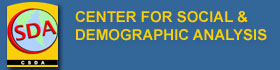 SDA
CSDA
CENTER FOR SOCIAL &
DEMOGRAPHIC ANALYSIS